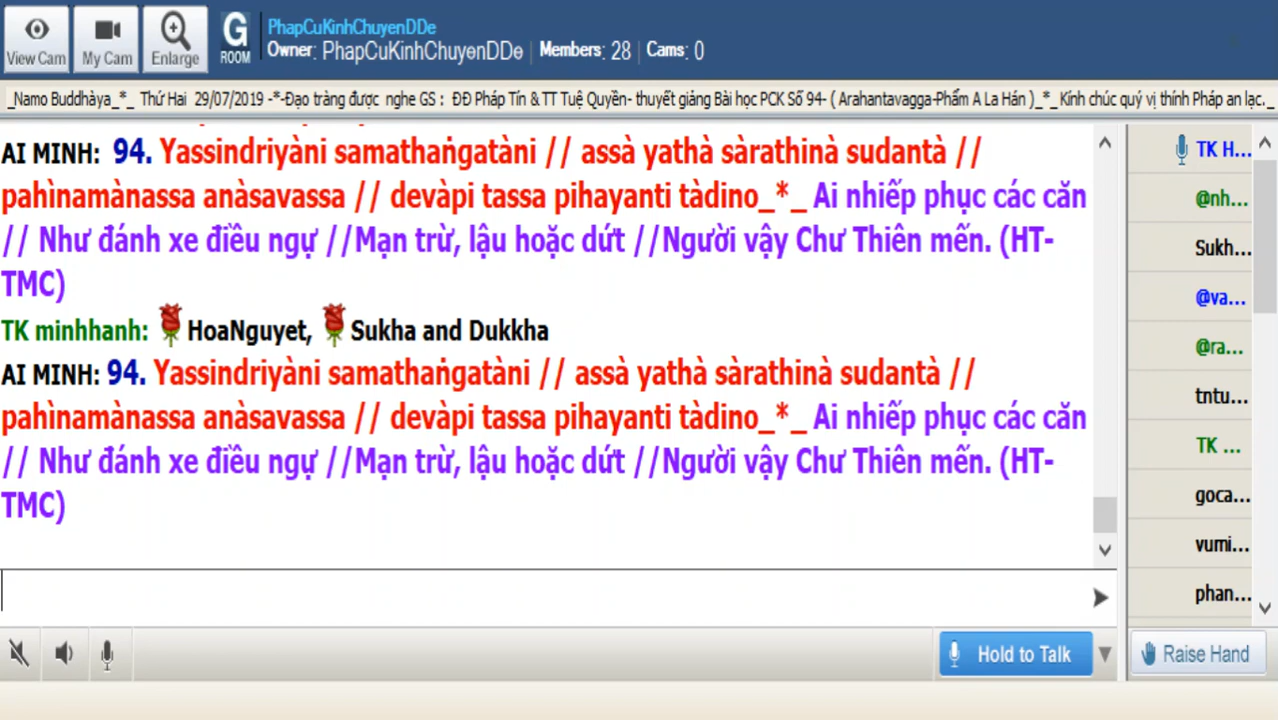 View Cam
My Cam
Enlarge
G
ROOM
PhapCuKinhChuyenDDe
Owner: PhapCuKinhChuyenDDe | Members: 28 | Cams: 0
_Namo Buddhàya_*_ Thứ Hai 29/07/2019 -*-Đạo tràng được nghe GS : ĐĐ Pháp Tín & TT Tuệ Quyền- thuyết giảng Bài học PCK Số 94- ( Arahantavagga-Phẩm A La Hán )_*_ Kính chúc quý vị thính Pháp an lạc._
AI MINH: 94. Yassindriyàni samathaṅgatàni // assà yathà sàrathinà sudantà //
pahìnamànassa anàsavassa // devàpi tassa pihayanti tàdino_*_ Ai nhiếp phục các căn
// Như đánh xe điều ngự //Mạn trừ, lậu hoặc dứt //Người vậy Chư Thiên mến. (HT-
TMC)
TK minhhanh: HoaNguyet, Sukha and Dukkha
AI MINH: 94. Yassindriyàni samathaṅgatàni // assà yathà sàrathinà sudantà //
pahìnamànassa anàsavassa // devàpi tassa pihayanti tàdino_*_ Ai nhiếp phục các căn
// Như đánh xe điều ngự //Mạn trừ, lậu hoặc dứt //Người vậy Chư Thiên mến. (HT-
TMC)
TK H...
@nh...
Sukh...
@va...
@ra...
tntu...
TK ...
goca...
vumi...
phan...
Hold to Talk
Raise Hand